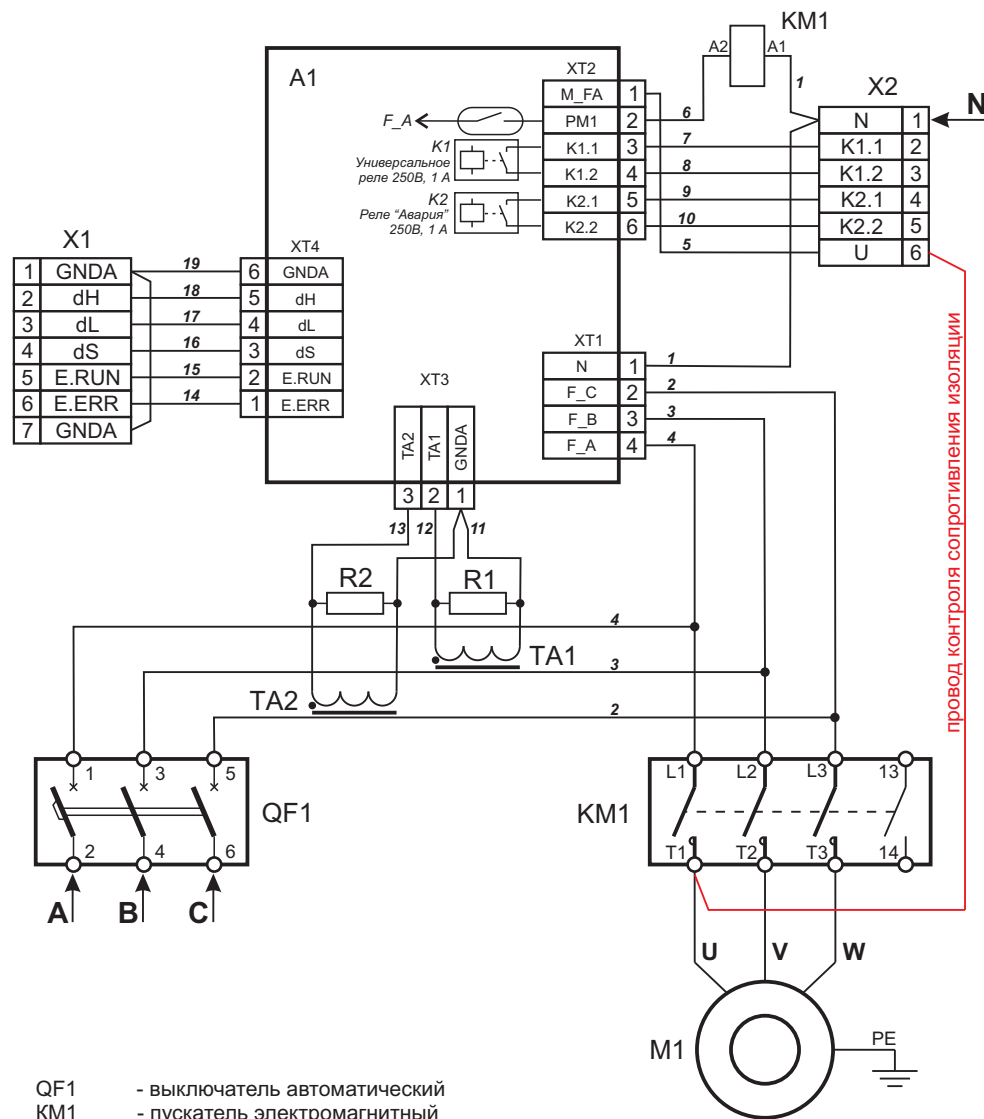 KM1
A2 A1
1
A1
XT2
M_FA 1
PM1 2
K1.1 3
K1.2 4
K2.1 5
K2.2 6
F_A
K1
Универсальное
реле 250В, 1 А
K2
Реле “Авария”
250В, 1 А
6
7
8
9
10
5
X2
N 1
K1.1 2
K1.2 3
K2.1 4
K2.2 5
U 6
N
X1
1 GNDA
2 dH
3 dL
4 dS
5 E.RUN
6 E.ERR
7 GNDA
19
18
17
16
15
14
XT4
6 GNDA
5 dH
4 dL
3 dS
2 E.RUN
1 E.ERR
XT1
N 1
F_C 2
F_B 3
F_A 4
1
2
3
4
XT3
TA2 TA1 GNDA
3 2 1
13 12 11
провод контроля сопротивления изоляции
R2 R1
4
TA1
3
TA2
2
1 3 5
QF1
2 4 6
A B C
L1 L2 L3 13
KM1
T1 T2 T3 14
U V W
M1
PE
QF1 - выключатель автоматический
КМ1 - пускатель электромагнитный